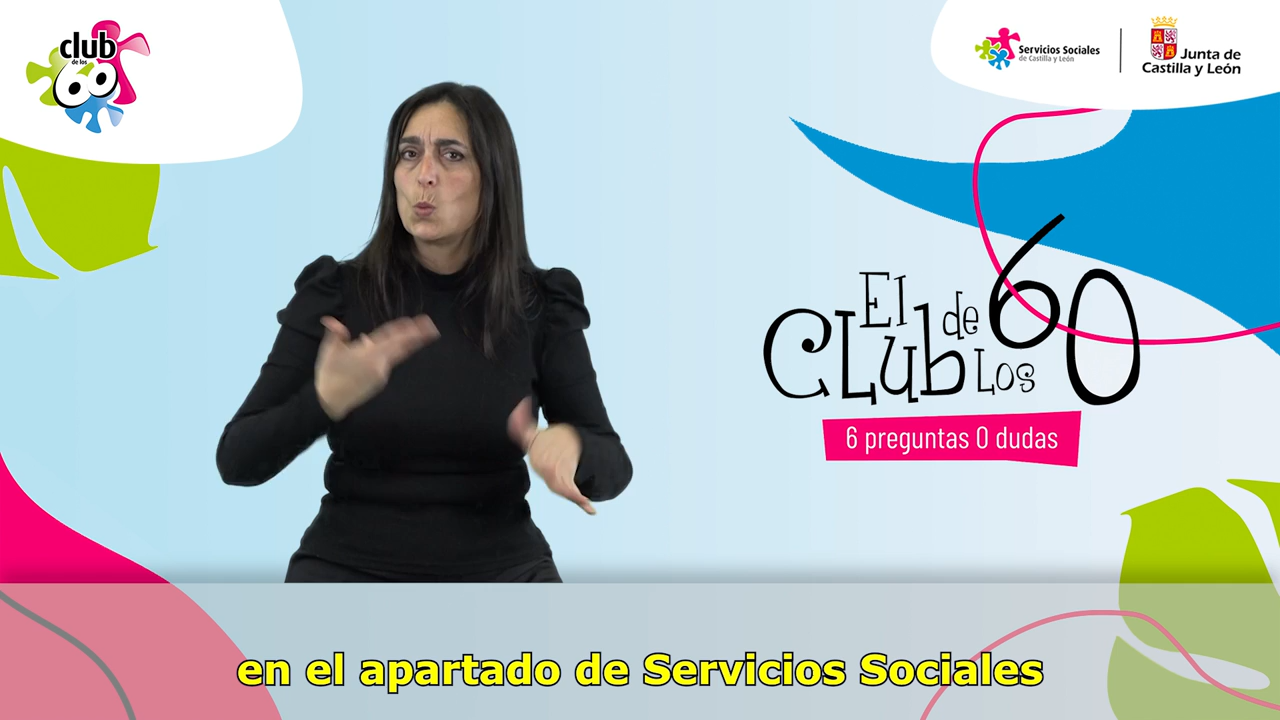 club
de los
60
Servicios Sociales
de Castilla y León
Junta de
Castilla y León
El
Club de
Los 60
6 preguntas 0 dudas
en el apartado de Servicios Sociales